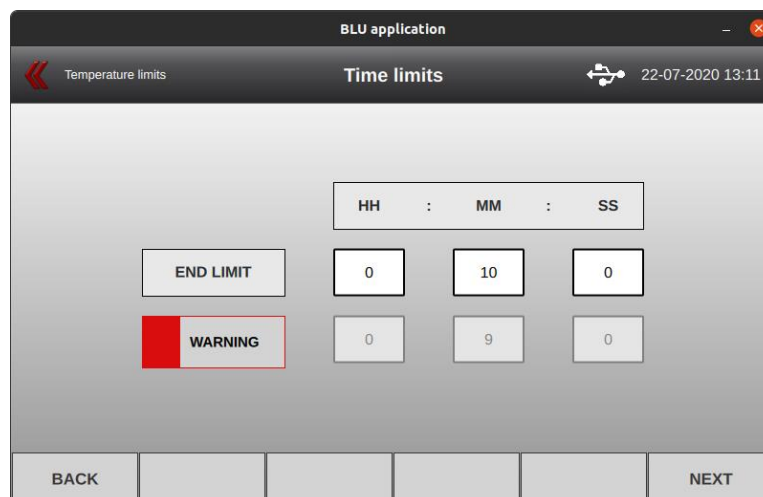 BLU application
Temperature limits Time limits 22-07-2020 13:11
HH : MM : SS
END LIMIT 0 10 0
WARNING 0 9 0
BACK NEXT